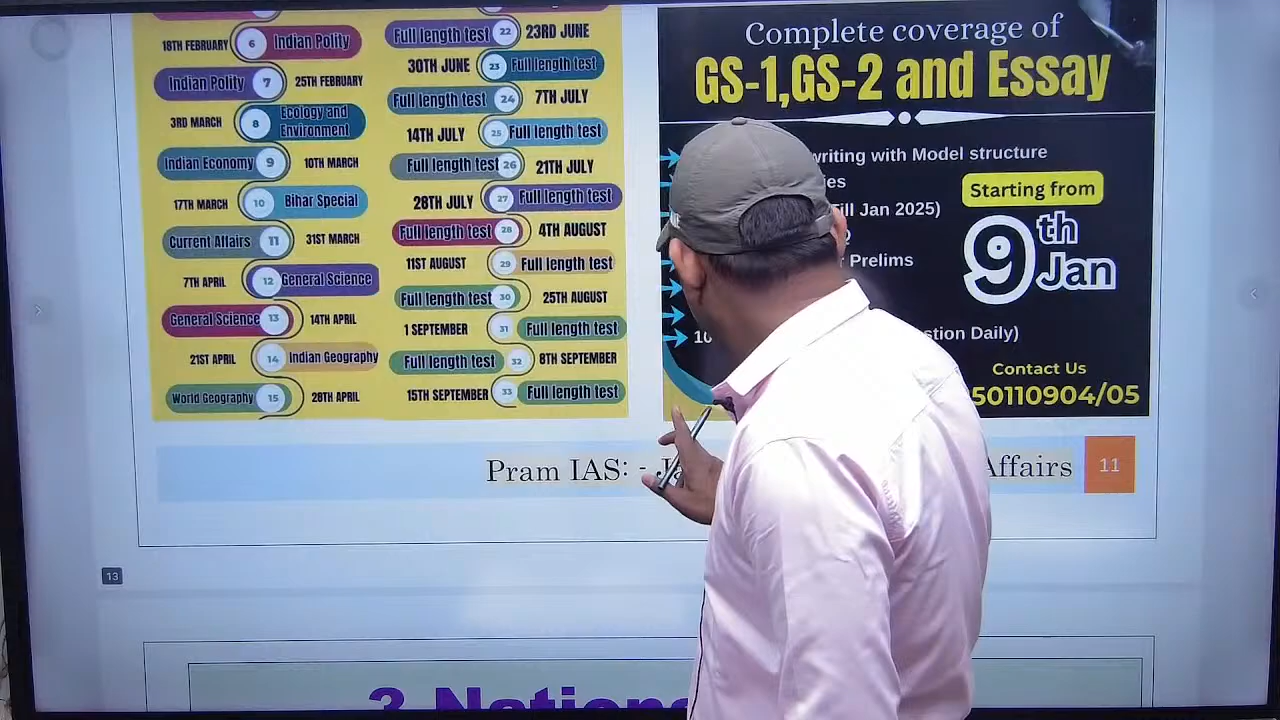 18TH FEBRUARY 6 Indian Polity
Indian Polity 7 25TH FEBRUARY
3RD MARCH 8 Ecology and Environment
Indian Economy 9 10TH MARCH
17TH MARCH 10 Bihar Special
Current Affairs 11 31ST MARCH
7TH APRIL 12 General Science
General Science 13 14TH APRIL
21ST APRIL 14 Indian Geography
World Geography 15 28TH APRIL
Full length test 22 23RD JUNE
30TH JUNE 23 Full length test
Full length test 24 7TH JULY
14TH JULY 25 Full length test
Full length test 26 21TH JULY
28TH JULY 27 Full length test
Full length test 28 4TH AUGUST
11ST AUGUST 29 Full length test
Full length test 30 25TH AUGUST
1 SEPTEMBER 31 Full length test
Full length test 32 8TH SEPTEMBER
15TH SEPTEMBER 33 Full length test
Complete coverage of
GS-1,GS-2 and Essay
writing with Model structure
Till Jan 2025)
Prelims
Daily)
Starting from
9th Jan
Contact Us
50110904/05
Pram IAS: - Affairs 11
13
3